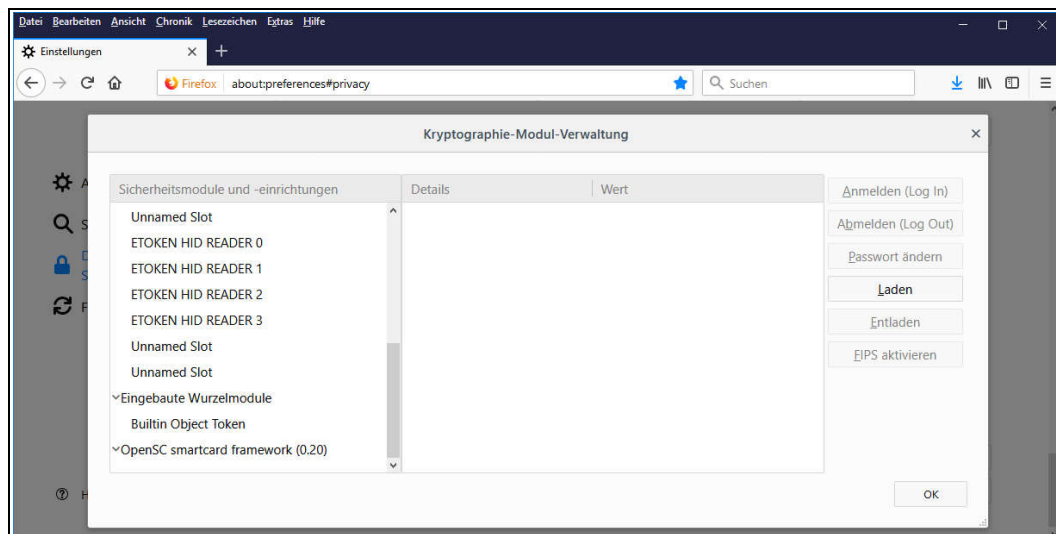 Datei Bearbeiten Ansicht Chronik Lesezeichen Extras Hilfe
Einstellungen
Firefox about:preferences#privacy Suchen
Kryptographie-Modul-Verwaltung
Sicherheitsmodule und -einrichtungen Details Wert
Unnamed Slot
ETOKEN HID READER 0
ETOKEN HID READER 1
ETOKEN HID READER 2
ETOKEN HID READER 3
Unnamed Slot
Unnamed Slot
Eingebaute Wurzelmodule
Builtin Object Token
OpenSC smartcard framework (0.20)
Anmelden (Log In)
Abmelden (Log Out)
Passwort ändern
Laden
Entladen
FIPS aktivieren
OK